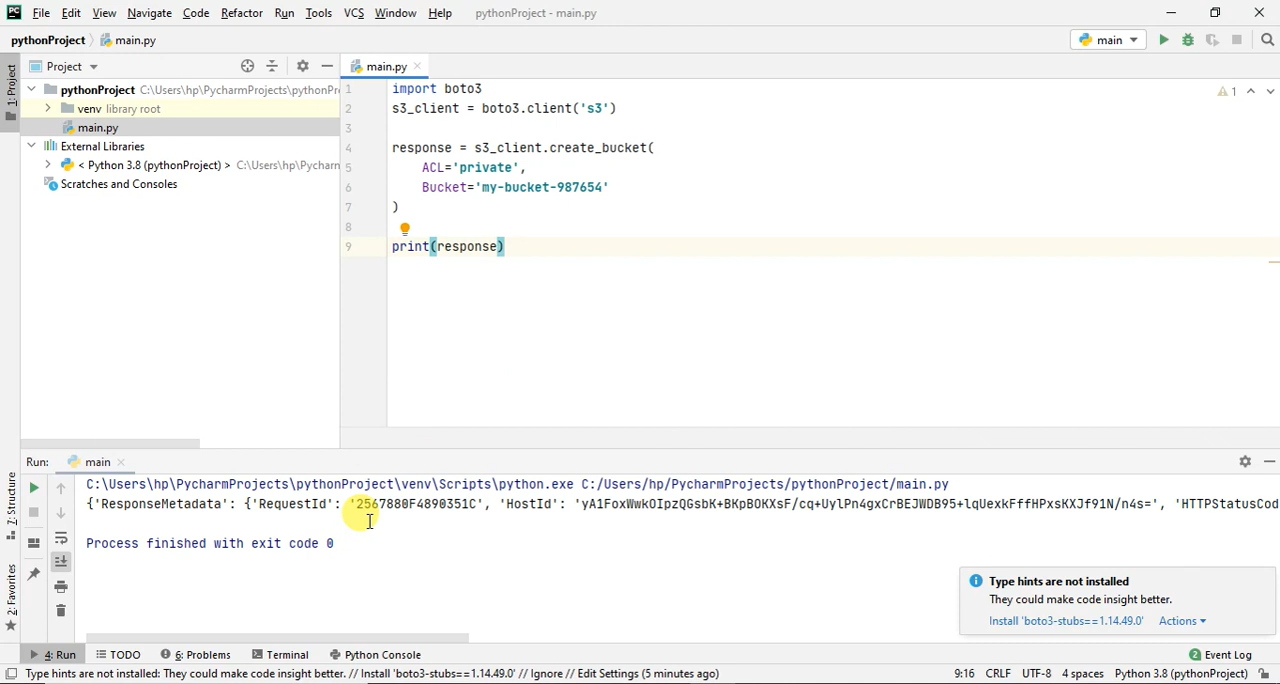 PC File Edit View Navigate Code Refactor Run Tools VCS Window Help pythonProject - main.py
pythonProject main.py main
1: Project
Project
main.py
pythonProject C:\Users\hp\PycharmProjects\pythonPr
venv library root
main.py
External Libraries
< Python 3.8 (pythonProject) > C:\Users\hp\Pycharm
Scratches and Consoles
1 import boto3
2 s3_client = boto3.client('s3')
3
4 response = s3_client.create_bucket(
5 ACL='private',
6 Bucket='my-bucket-987654'
7 )
8
9 print(response)
1
Run: main
C:\Users\hp\PycharmProjects\pythonProject\venv\Scripts\python.exe C:/Users/hp/PycharmProjects/pythonProject/main.py
{'ResponseMetadata': {'RequestId': '2567880F4890351C', 'HostId': 'yA1FoxWwkOIpzQGsbK+BKpBOKXsF/cq+UylPn4gxCrBEJWDB95+lqUexkFffHPxsKXJf91N/n4s=', 'HTTPStatusCod
Process finished with exit code 0
Z: Structure
2: Favorites
Type hints are not installed
They could make code insight better.
Install 'boto3-stubs==1.14.49.0' Actions
4: Run TODO 6: Problems Terminal Python Console 2 Event Log
Type hints are not installed: They could make code insight better. // Install 'boto3-stubs==1.14.49.0' // Ignore // Edit Settings (5 minutes ago) 9:16 CRLF UTF-8 4 spaces Python 3.8 (pythonProject)